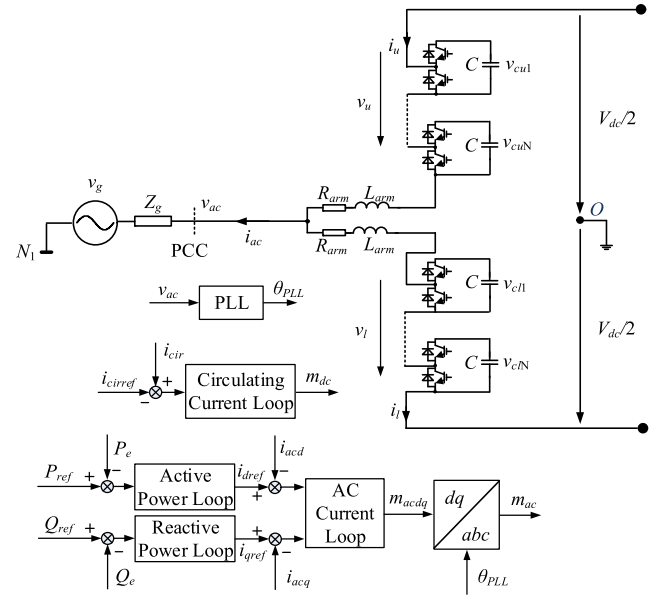 i_u
C v_cu1
v_u
V_dc/2
C v_cuN
R_arm L_arm
v_g
Z_g v_ac
O
i_ac
N_1
PCC
R_arm L_arm
C v_cl1
v_ac PLL θ_PLL
v_l
V_dc/2
i_cir
C v_clN
i_cirref + − Circulating Current Loop m_dc
i_l
P_e i_acd
P_ref + − Active Power Loop i_dref + −
AC Current Loop m_acdq dq abc m_ac
Q_ref + − Reactive Power Loop i_qref + −
Q_e i_acq θ_PLL